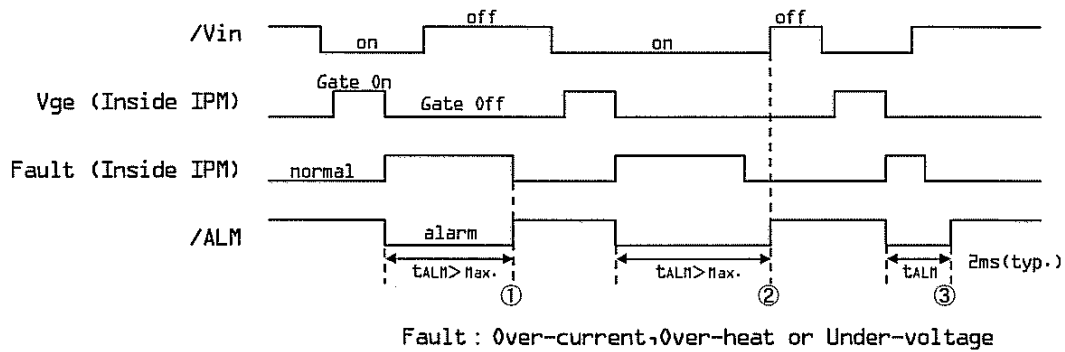 /Vin
on
off
on
off
Vge (Inside IPM)
Gate On
Gate Off
Fault (Inside IPM)
normal
/ALM
alarm
tALM> Max.
tALM> Max.
tALM
2ms(typ.)
①
②
③
Fault : Over-current,Over-heat or Under-voltage